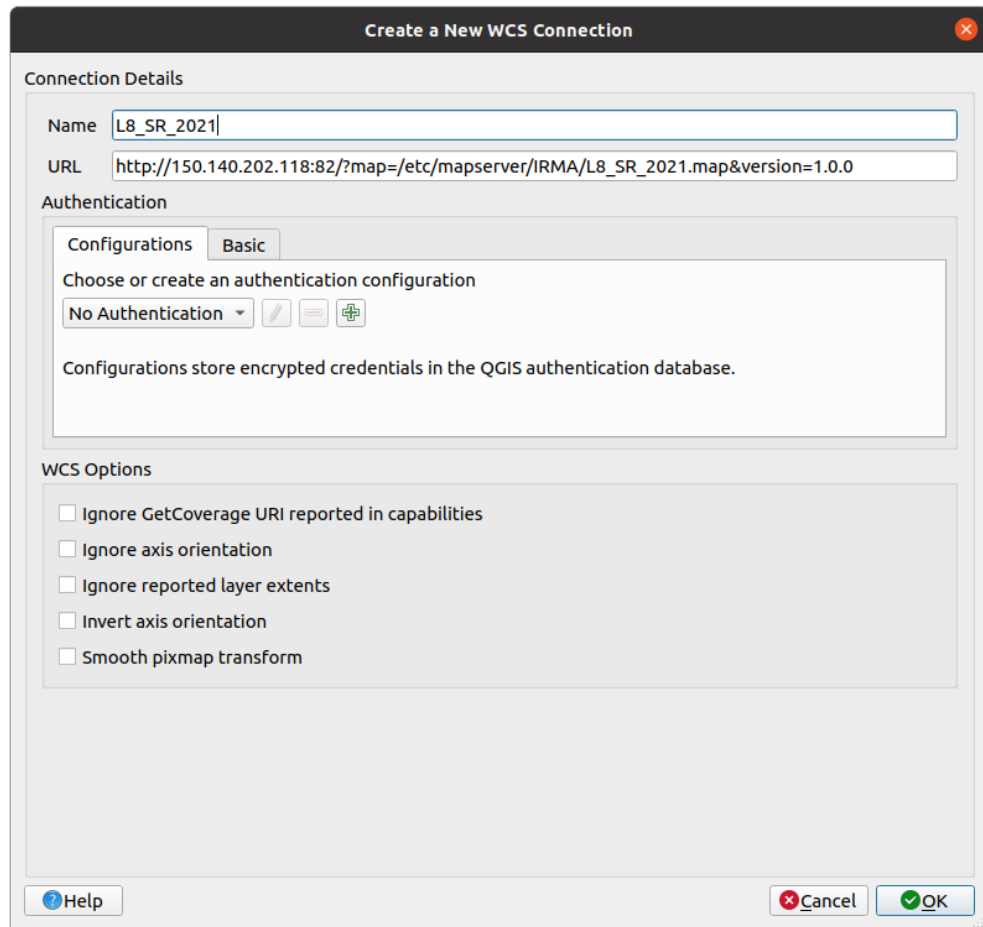 Create a New WCS Connection
Connection Details
Name L8_SR_2021
URL http://150.140.202.118:82/?map=/etc/mapserver/IRMA/L8_SR_2021.map&version=1.0.0
Authentication
Configurations Basic
Choose or create an authentication configuration
No Authentication
Configurations store encrypted credentials in the QGIS authentication database.
WCS Options
Ignore GetCoverage URI reported in capabilities
Ignore axis orientation
Ignore reported layer extents
Invert axis orientation
Smooth pixmap transform
Help Cancel OK